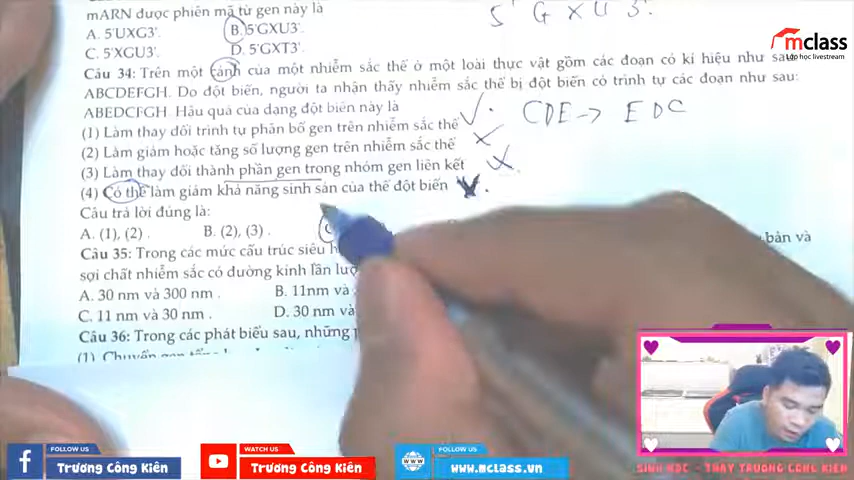 mARN được phiên mã từ gen này là
A. 5'UXG3'. B. 5'GXU3'.
C. 5'XGU3'. D. 5'GXT3'.
5' G X U 3'.
mclass
Lớp học livestream
Câu 34: Trên một cánh của một nhiễm sắc thể ở một loài thực vật gồm các đoạn có kí hiệu như sau:
ABCDEFGH. Do đột biến, người ta nhận thấy nhiễm sắc thể bị đột biến có trình tự các đoạn như sau:
ABEDCFGH. Hậu quả của dạng đột biến này là
CDE → EDC
(1) Làm thay đổi trình tự phân bố gen trên nhiễm sắc thể
(2) Làm giảm hoặc tăng số lượng gen trên nhiễm sắc thể
(3) Làm thay đổi thành phần gen trong nhóm gen liên kết
(4) Có thể làm giảm khả năng sinh sản của thể đột biến
Câu trả lời đúng là:
A. (1), (2). B. (2), (3).
Câu 35: Trong các mức cấu trúc siêu
bản và
sợi chất nhiễm sắc có đường kính lần lượ
A. 30 nm và 300 nm. B. 11nm và
C. 11 nm và 30 nm. D. 30 nm và
Câu 36: Trong các phát biểu sau, những
(1) Chuyển
FOLLOW US
Trương Công Kiên
WATCH US
Trương Công Kiên
FOLLOW US
www.mclass.vn
SINH HỌC - THẦY TRƯƠNG CÔNG KIÊN